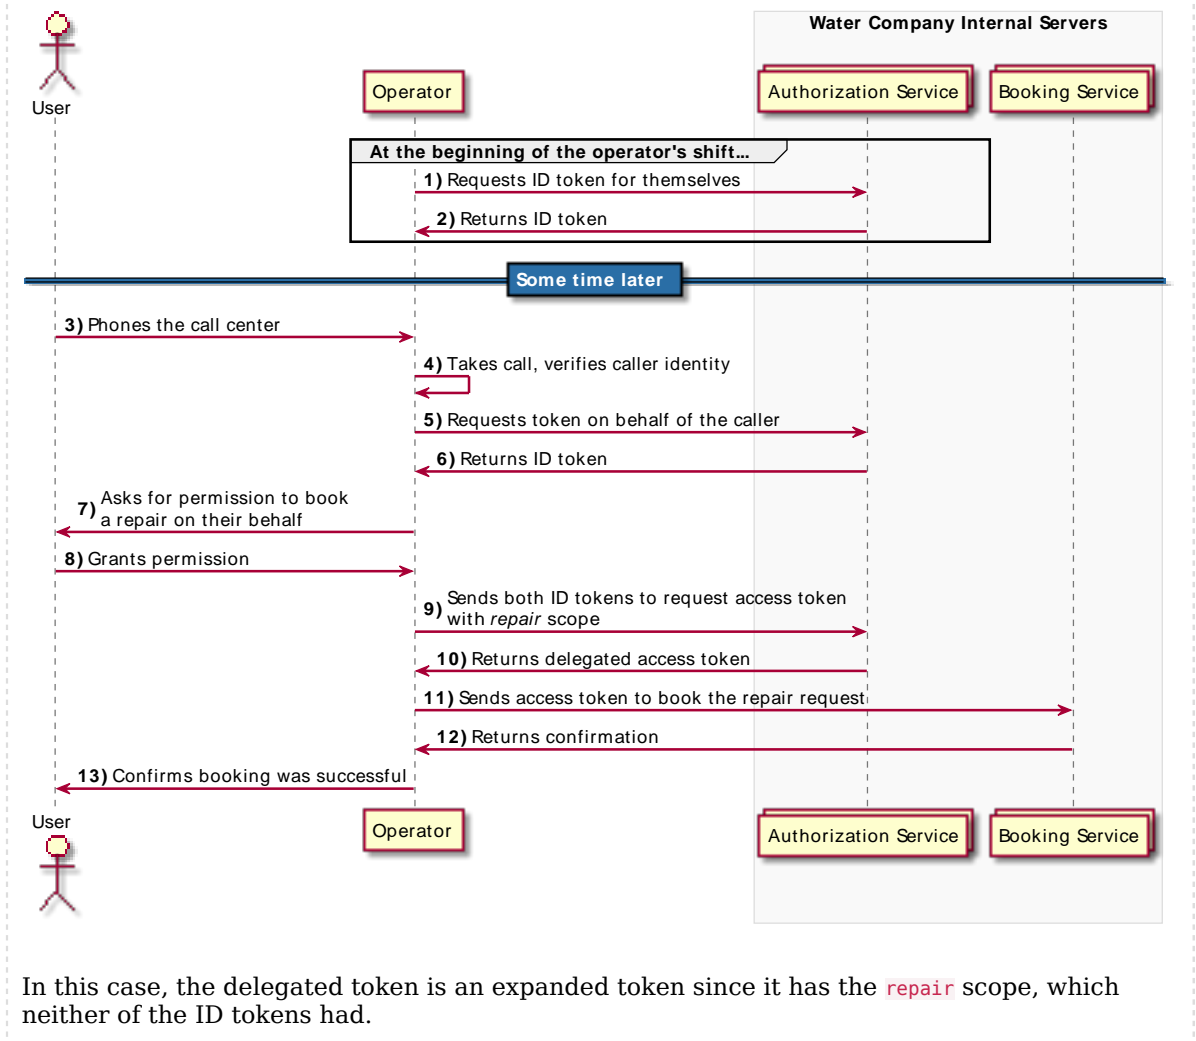 Water Company Internal Servers
User
Operator
Authorization Service
Booking Service
At the beginning of the operator's shift...
1) Requests ID token for themselves
2) Returns ID token
Some time later
3) Phones the call center
4) Takes call, verifies caller identity
5) Requests token on behalf of the caller
6) Returns ID token
7) Asks for permission to book
a repair on their behalf
8) Grants permission
9) Sends both ID tokens to request access token
with repair scope
10) Returns delegated access token
11) Sends access token to book the repair request
12) Returns confirmation
13) Confirms booking was successful
User
Operator
Authorization Service
Booking Service
In this case, the delegated token is an expanded token since it has the repair scope, which
neither of the ID tokens had.